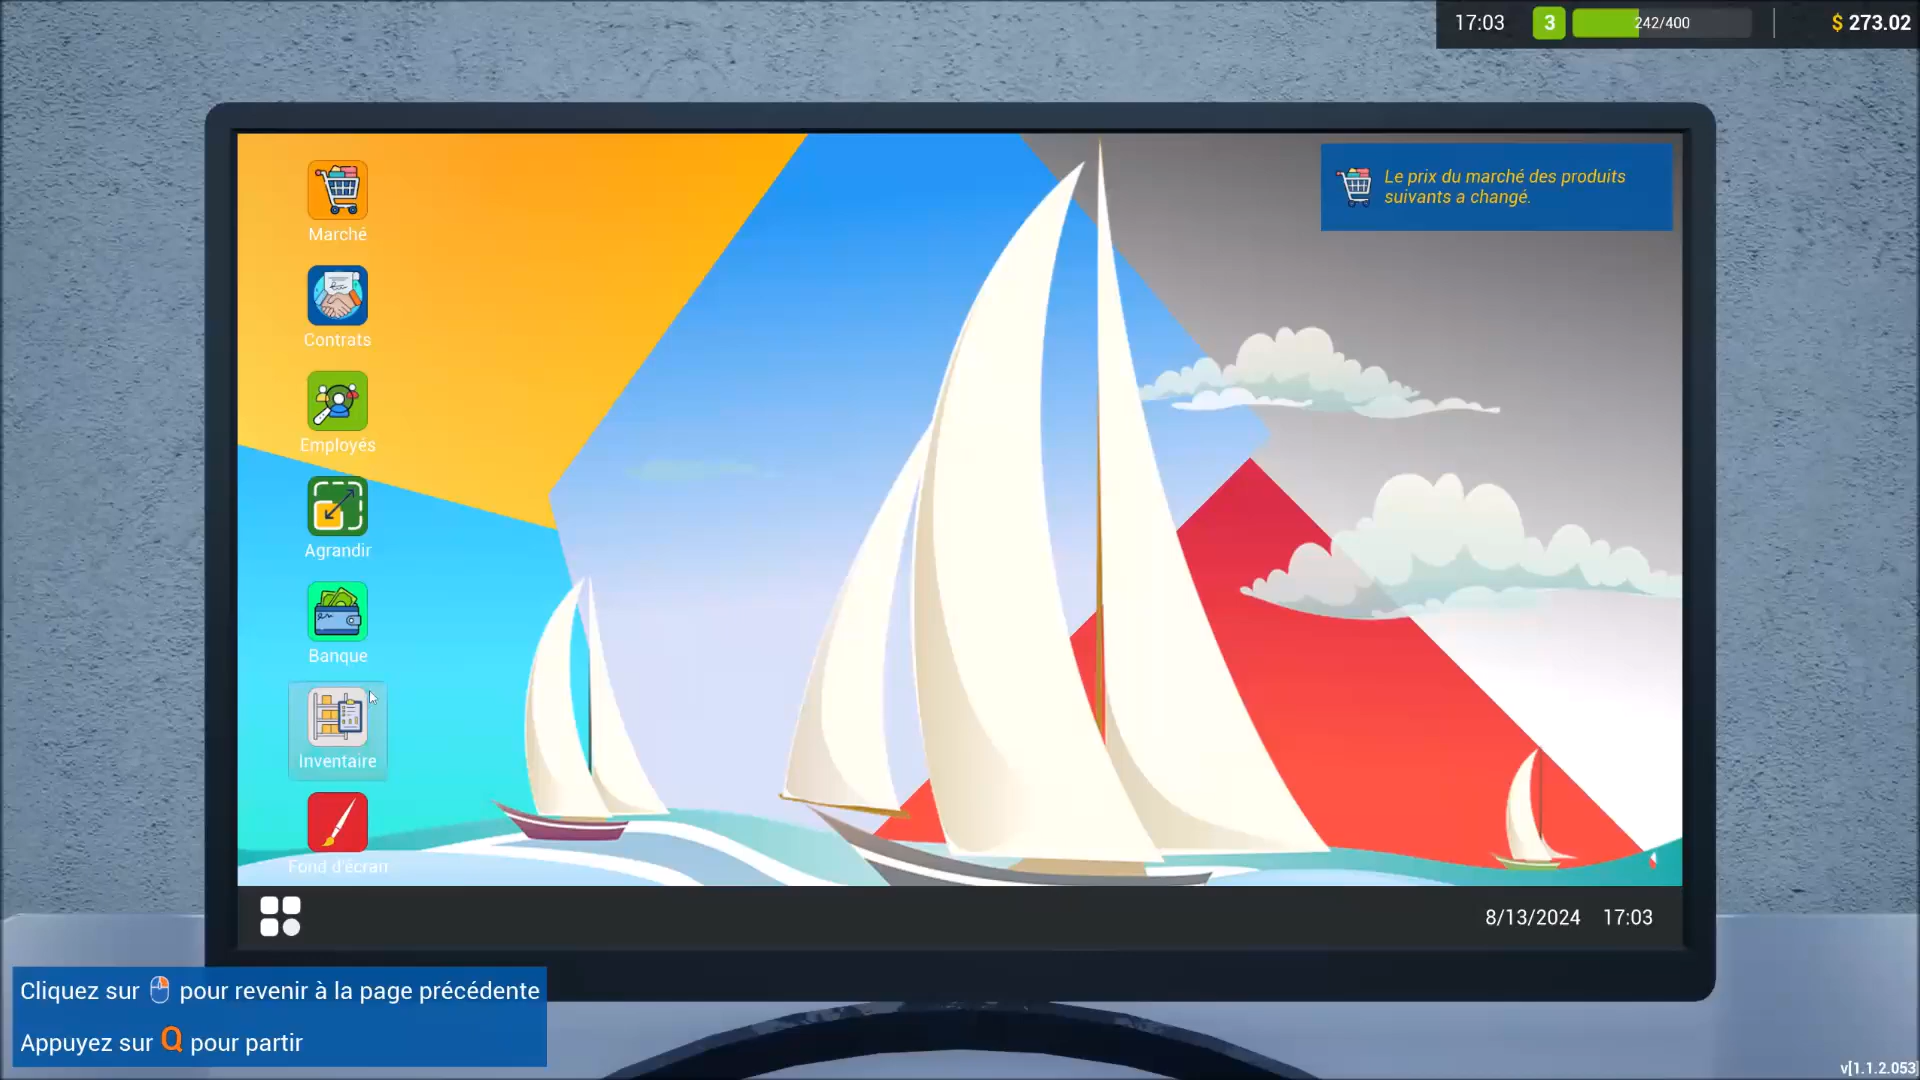 17:03
3
242/400
$ 273.02
Le prix du marché des produits
suivants a changé.
Marché
Contrats
Employés
Agrandir
Banque
Inventaire
Fond d'écran
8/13/2024
17:03
Cliquez sur pour revenir à la page précédente
Appuyez sur Q pour partir
v[1.1.2.053]